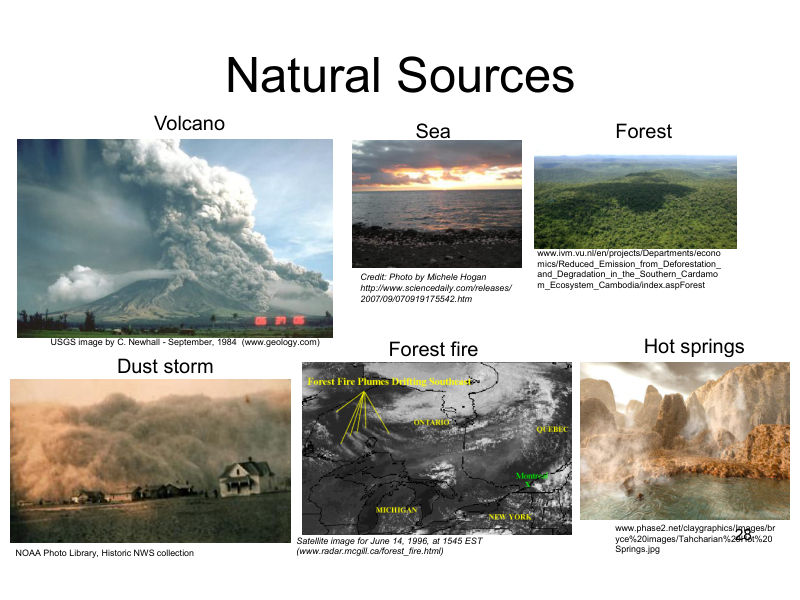 Natural Sources
Volcano
Sea
Forest
05 37 05
USGS image by C. Newhall - September, 1984 (www.geology.com)
Credit: Photo by Michele Hogan
http://www.sciencedaily.com/releases/
2007/09/070919175542.htm
www.ivm.vu.nl/en/projects/Departments/econo
mics/Reduced_Emission_from_Deforestation_
and_Degradation_in_the_Southern_Cardamo
m_Ecosystem_Cambodia/index.aspForest
Dust storm
Forest fire
Hot springs
NOAA Photo Library, Historic NWS collection
Forest Fire Plumes Drifting Southeast
ONTARIO
QUEBEC
Montreal
X
MICHIGAN
NEW YORK
Satellite image for June 14, 1996, at 1545 EST
(www.radar.mcgill.ca/forest_fire.html)
www.phase2.net/claygraphics/images/br
yce%20images/Tahcharian%20Hot%20
Springs.jpg
28